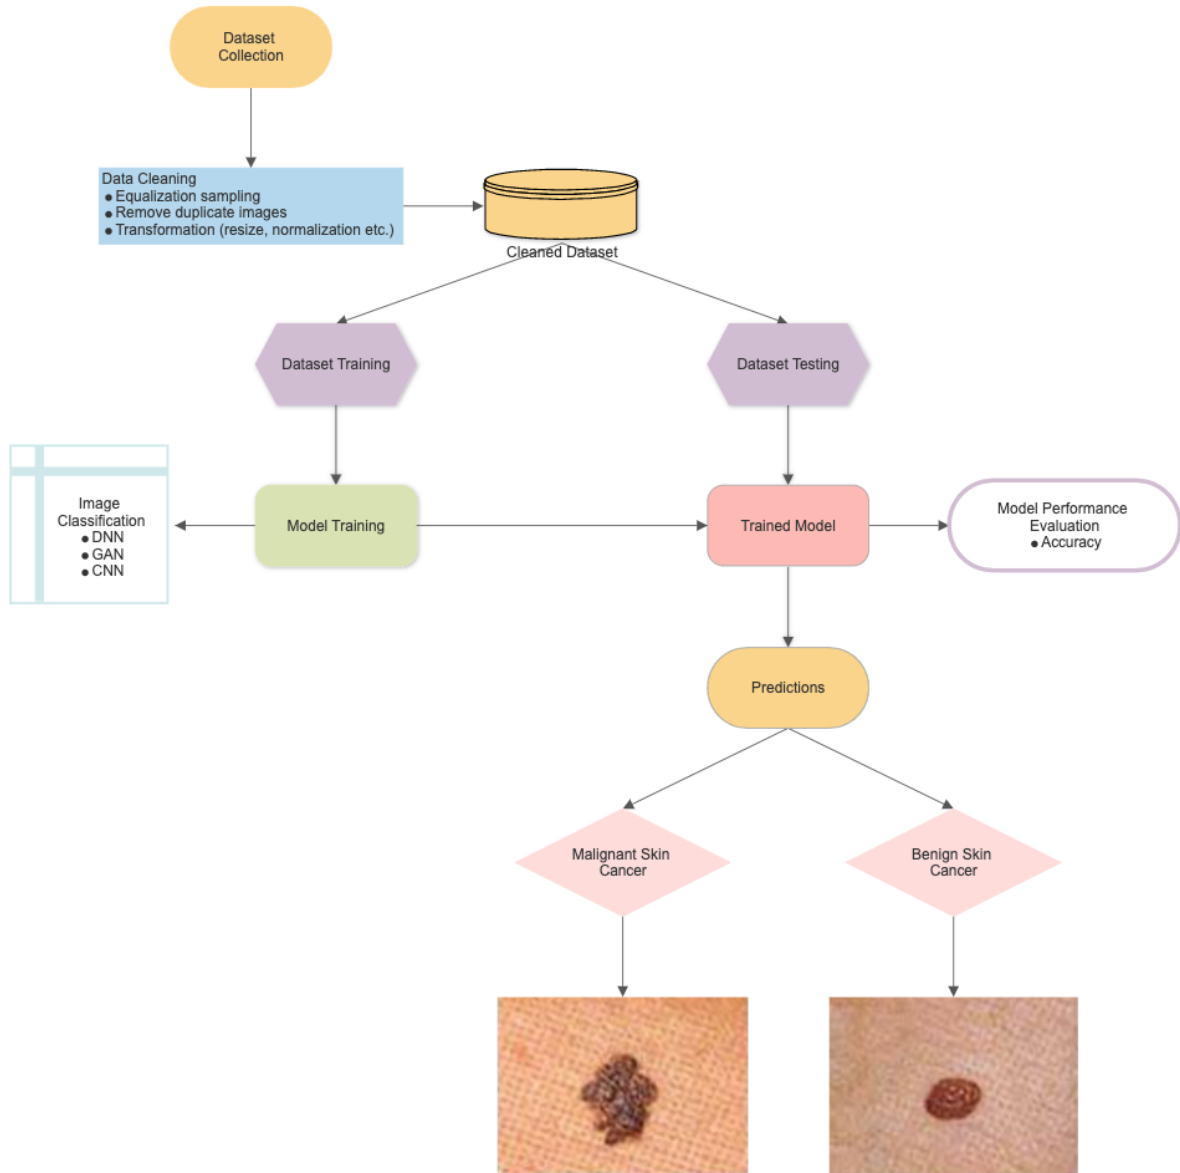 Dataset
Collection
Data Cleaning
● Equalization sampling
● Remove duplicate images
● Transformation (resize, normalization etc.)
Cleaned Dataset
Dataset Training
Dataset Testing
Image
Classification
● DNN
● GAN
● CNN
Model Training
Trained Model
Model Performance
Evaluation
● Accuracy
Predictions
Malignant Skin
Cancer
Benign Skin
Cancer